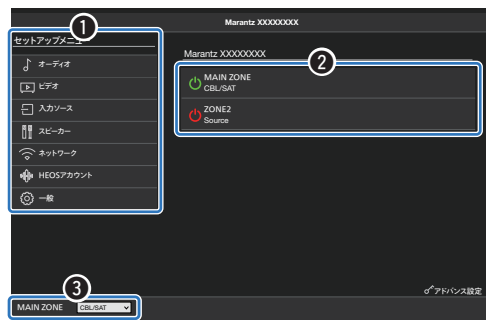 Marantz XXXXXXXX
1
セットアップメニュー
オーディオ
ビデオ
入力ソース
スピーカー
ネットワーク
HEOSアカウント
一般
Marantz XXXXXXXX
2
MAIN ZONE
CBL/SAT
ZONE2
Source
アドバンス設定
3
MAIN ZONE CBL/SAT